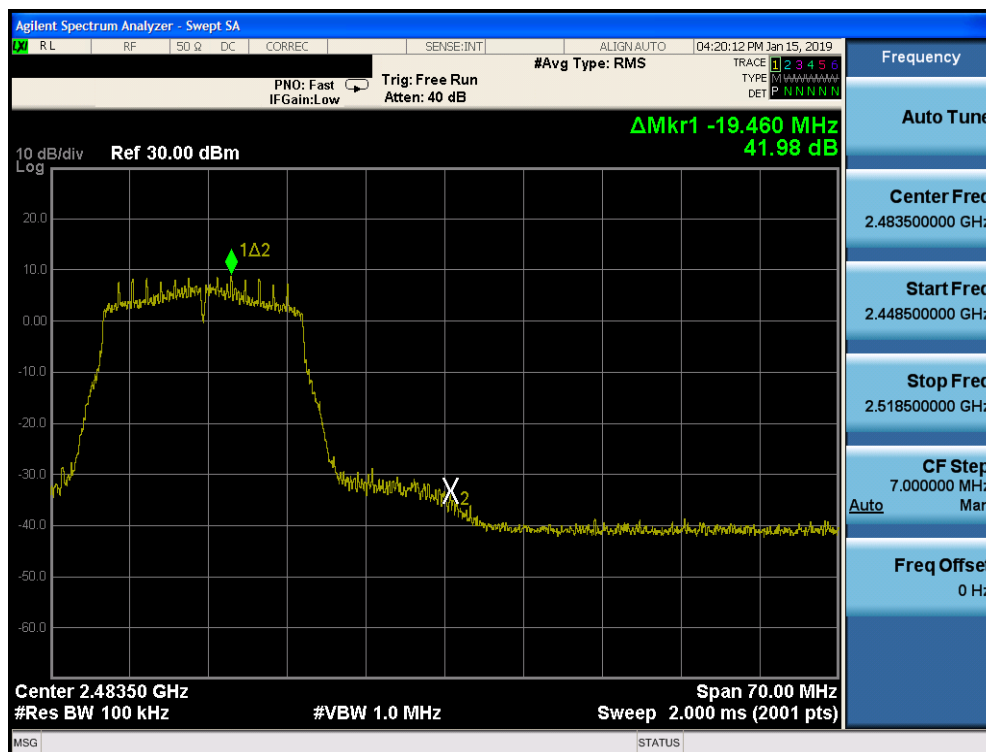 Agilent Spectrum Analyzer - Swept SA
LXI RL RF 50 Ω DC CORREC SENSE:INT ALIGN AUTO 04:20:12 PM Jan 15, 2019
#Avg Type: RMS TRACE 1 2 3 4 5 6
PNO: Fast Trig: Free Run TYPE MWWWWW
IFGain:Low Atten: 40 dB DET P N N N N N
ΔMkr1 -19.460 MHz
10 dB/div Ref 30.00 dBm 41.98 dB
Log
20.0
10.0
0.00
-10.0
-20.0
-30.0
-40.0
-50.0
-60.0
1Δ2
2
Center 2.48350 GHz Span 70.00 MHz
#Res BW 100 kHz #VBW 1.0 MHz Sweep 2.000 ms (2001 pts)
MSG STATUS
Frequency
Auto Tune
Center Freq
2.483500000 GHz
Start Freq
2.448500000 GHz
Stop Freq
2.518500000 GHz
CF Step
7.000000 MHz
Auto Man
Freq Offset
0 Hz